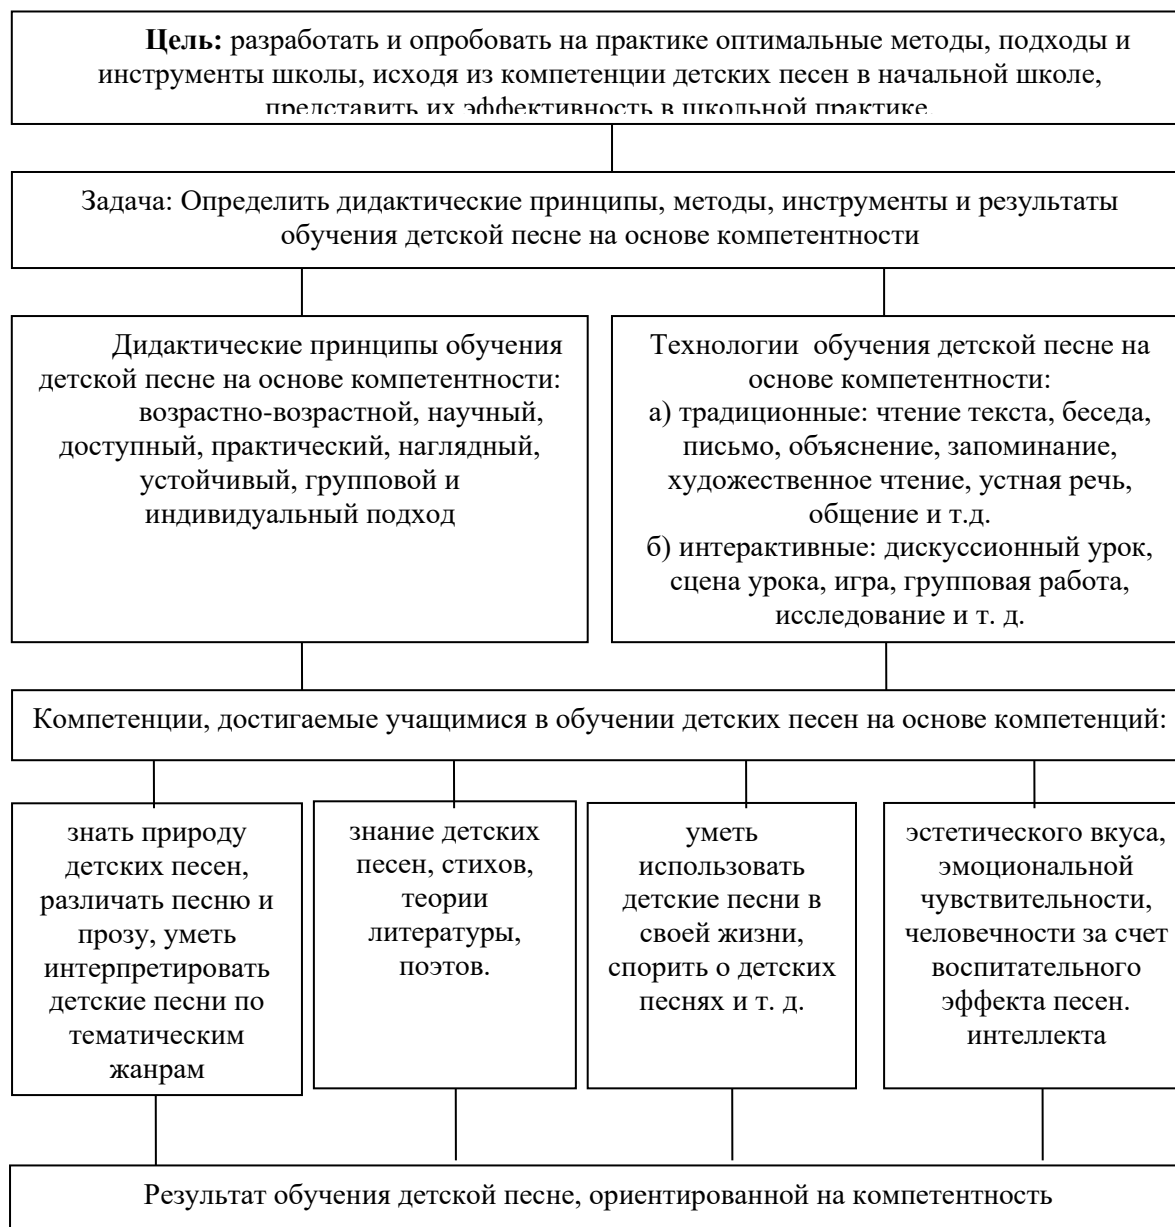 Цель: разработать и опробовать на практике оптимальные методы, подходы и
инструменты школы, исходя из компетенции детских песен в начальной школе,
представить их эффективность в школьной практике.
Задача: Определить дидактические принципы, методы, инструменты и результаты
обучения детской песне на основе компетентности
Дидактические принципы обучения
детской песне на основе компетентности:
возрастно-возрастной, научный,
доступный, практический, наглядный,
устойчивый, групповой и
индивидуальный подход
Технологии обучения детской песне на
основе компетентности:
а) традиционные: чтение текста, беседа,
письмо, объяснение, запоминание,
художественное чтение, устная речь,
общение и т.д.
б) интерактивные: дискуссионный урок,
сцена урока, игра, групповая работа,
исследование и т. д.
Компетенции, достигаемые учащимися в обучении детских песен на основе компетенций:
знать природу
детских песен,
различать песню и
прозу, уметь
интерпретировать
детские песни по
тематическим
жанрам
знание детских
песен, стихов,
теории
литературы,
поэтов.
уметь
использовать
детские песни в
своей жизни,
спорить о детских
песнях и т. д.
эстетического вкуса,
эмоциональной
чувствительности,
человечности за счет
воспитательного
эффекта песен.
интеллекта
Результат обучения детской песне, ориентированной на компетентность